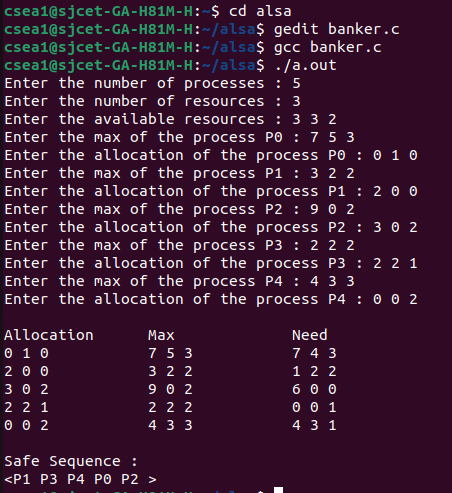 csea1@sjcet-GA-H81M-H:~$ cd alsa
csea1@sjcet-GA-H81M-H:~/alsa$ gedit banker.c
csea1@sjcet-GA-H81M-H:~/alsa$ gcc banker.c
csea1@sjcet-GA-H81M-H:~/alsa$ ./a.out
Enter the number of processes : 5
Enter the number of resources : 3
Enter the available resources : 3 3 2
Enter the max of the process P0 : 7 5 3
Enter the allocation of the process P0 : 0 1 0
Enter the max of the process P1 : 3 2 2
Enter the allocation of the process P1 : 2 0 0
Enter the max of the process P2 : 9 0 2
Enter the allocation of the process P2 : 3 0 2
Enter the max of the process P3 : 2 2 2
Enter the allocation of the process P3 : 2 2 1
Enter the max of the process P4 : 4 3 3
Enter the allocation of the process P4 : 0 0 2
Allocation Max Need
0 1 0 7 5 3 7 4 3
2 0 0 3 2 2 1 2 2
3 0 2 9 0 2 6 0 0
2 2 1 2 2 2 0 0 1
0 0 2 4 3 3 4 3 1
Safe Sequence :
<P1 P3 P4 P0 P2 >